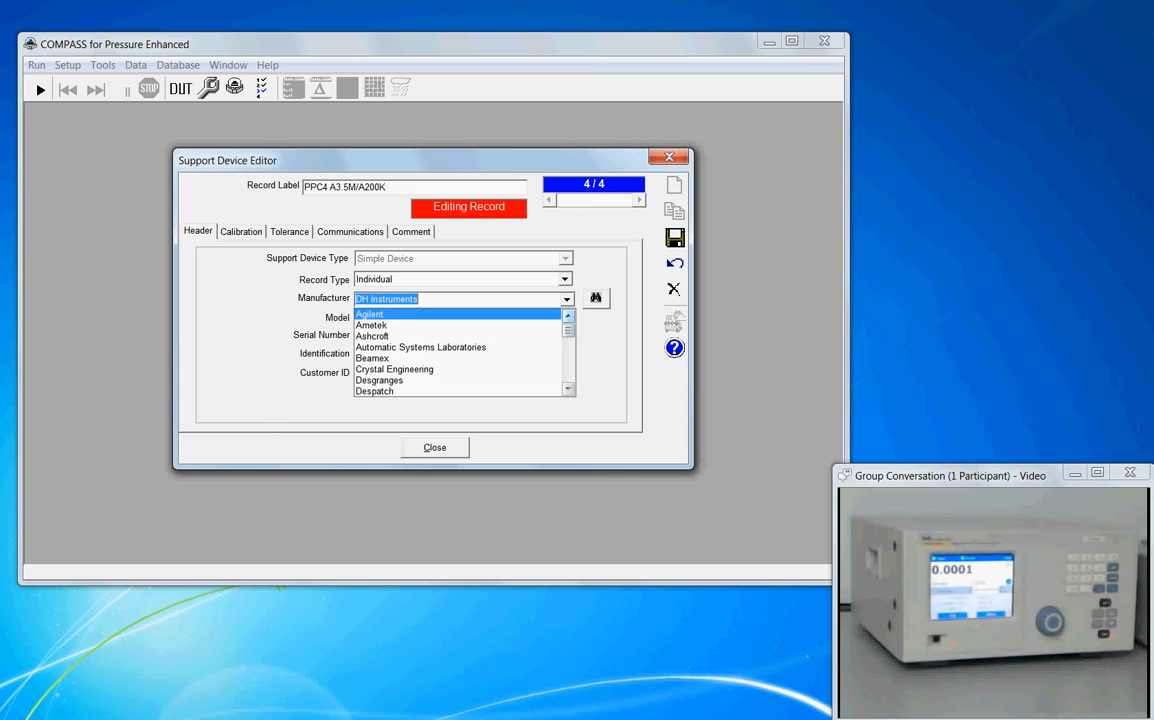 COMPASS for Pressure Enhanced
Run Setup Tools Data Database Window Help
STOP DUT
Support Device Editor
Record Label PPC4 A3.5M/A200K
4 / 4
Editing Record
Header Calibration Tolerance Communications Comment
Support Device Type Simple Device
Record Type Individual
Manufacturer DH Instruments
Model
Agilent
Ametek
Serial Number
Ashcroft
Automatic Systems Laboratories
Identification
Beamex
Customer ID
Crystal Engineering
Desgranges
Despatch
Close
Group Conversation (1 Participant) - Video
0.0001